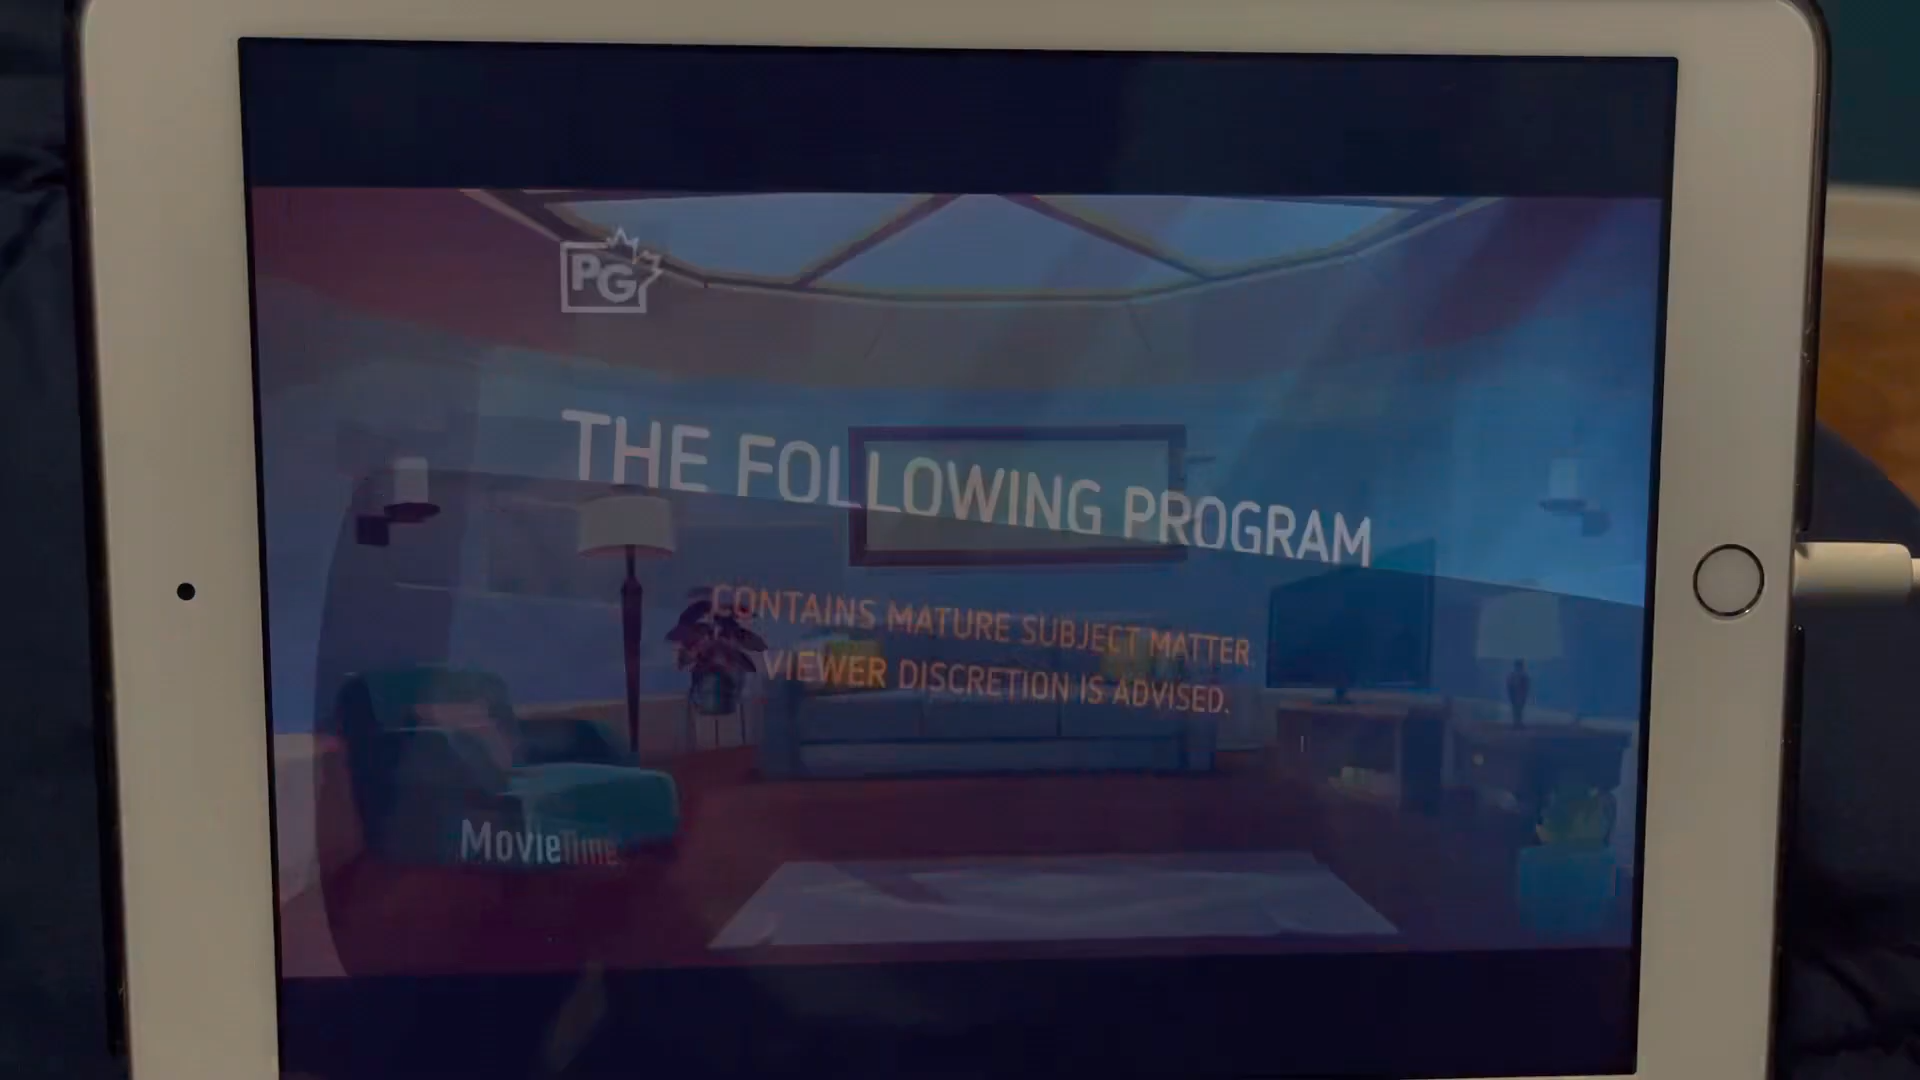 PG
THE FOLLOWING PROGRAM
CONTAINS MATURE SUBJECT MATTER.
VIEWER DISCRETION IS ADVISED.
MovieTime